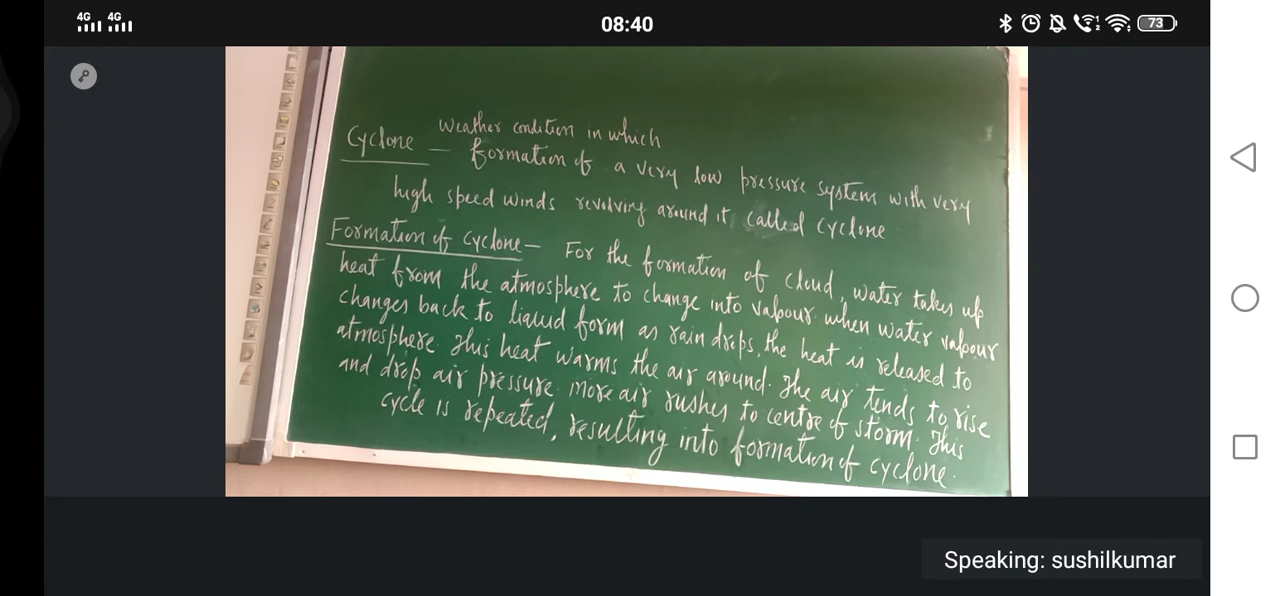 4G 4G 08:40 1 2 73
Weather condition in which
Cyclone — formation of a very low pressure system with very
high speed winds revolving around it called cyclone
Formation of cyclone — For the formation of cloud, water takes up
heat from the atmosphere to change into vapour. when water vapour
changes back to liquid form as rain drops, the heat is released to
atmosphere. This heat warms the air around. The air tends to rise
and drop air pressure. More air rushes to centre of storm. This
cycle is repeated, resulting into formation of cyclone.
Speaking: sushilkumar